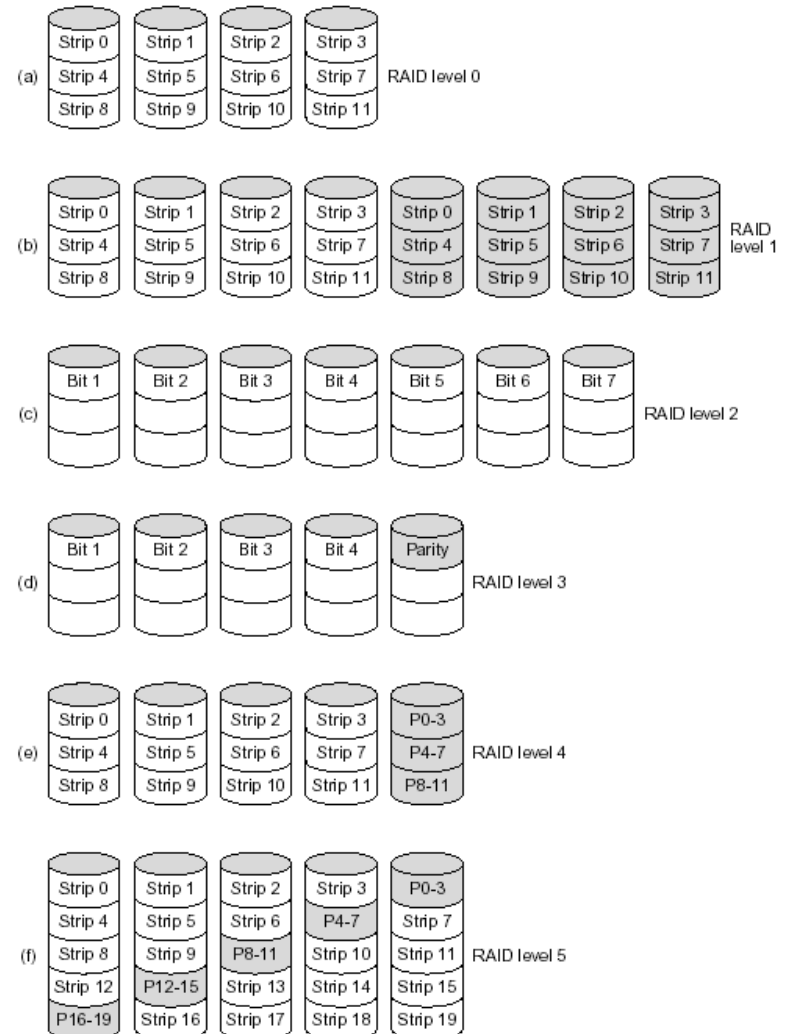 Strip 0 Strip 1 Strip 2 Strip 3
(a) Strip 4 Strip 5 Strip 6 Strip 7 RAID level 0
Strip 8 Strip 9 Strip 10 Strip 11
Strip 0 Strip 1 Strip 2 Strip 3 Strip 0 Strip 1 Strip 2 Strip 3
(b) Strip 4 Strip 5 Strip 6 Strip 7 Strip 4 Strip 5 Strip 6 Strip 7 RAID level 1
Strip 8 Strip 9 Strip 10 Strip 11 Strip 8 Strip 9 Strip 10 Strip 11
Bit 1 Bit 2 Bit 3 Bit 4 Bit 5 Bit 6 Bit 7
(c) RAID level 2
Bit 1 Bit 2 Bit 3 Bit 4 Parity
(d) RAID level 3
Strip 0 Strip 1 Strip 2 Strip 3 P0-3
(e) Strip 4 Strip 5 Strip 6 Strip 7 P4-7 RAID level 4
Strip 8 Strip 9 Strip 10 Strip 11 P8-11
Strip 0 Strip 1 Strip 2 Strip 3 P0-3
Strip 4 Strip 5 Strip 6 P4-7 Strip 7
(f) Strip 8 Strip 9 P8-11 Strip 10 Strip 11 RAID level 5
Strip 12 P12-15 Strip 13 Strip 14 Strip 15
P16-19 Strip 16 Strip 17 Strip 18 Strip 19